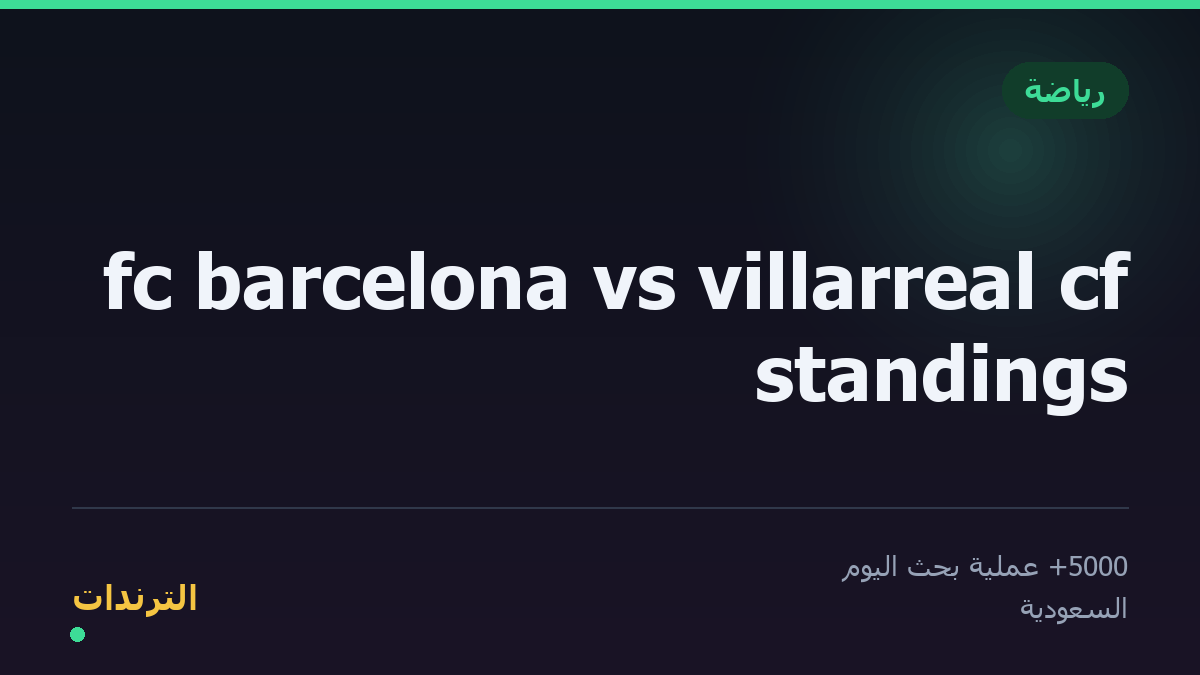 رياضة
fc barcelona vs villarreal cf
standings
5000+ عملية بحث اليوم
السعودية
الترندات